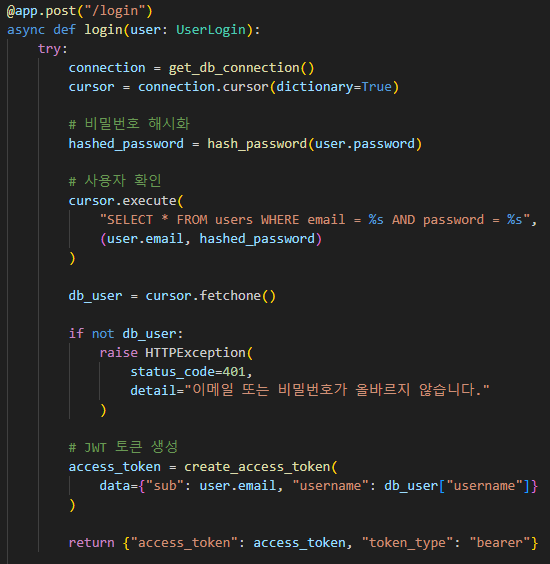 @app.post("/login")
async def login(user: UserLogin):
    try:
        connection = get_db_connection()
        cursor = connection.cursor(dictionary=True)

        # 비밀번호 해시화
        hashed_password = hash_password(user.password)

        # 사용자 확인
        cursor.execute(
            "SELECT * FROM users WHERE email = %s AND password = %s",
            (user.email, hashed_password)
        )

        db_user = cursor.fetchone()

        if not db_user:
            raise HTTPException(
                status_code=401,
                detail="이메일 또는 비밀번호가 올바르지 않습니다."
            )

        # JWT 토큰 생성
        access_token = create_access_token(
            data={"sub": user.email, "username": db_user["username"]}
        )

        return {"access_token": access_token, "token_type": "bearer"}